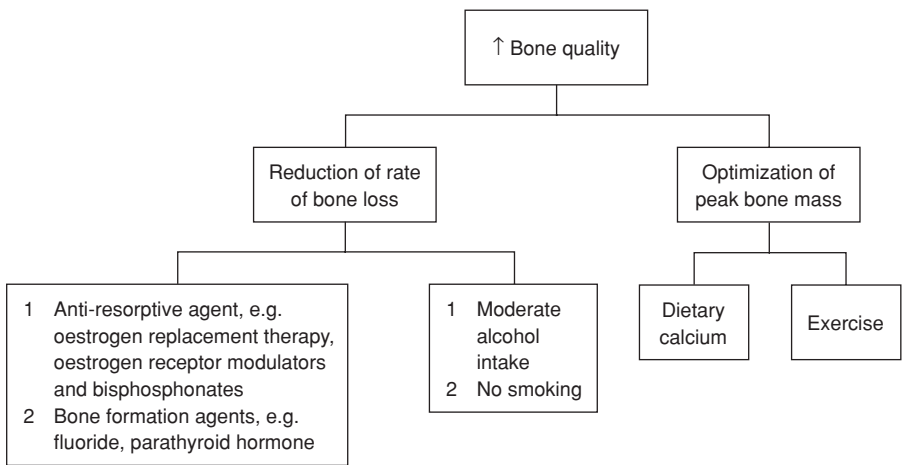 ↑ Bone quality
Reduction of rate
of bone loss
Optimization of
peak bone mass
1 Anti-resorptive agent, e.g.
oestrogen replacement therapy,
oestrogen receptor modulators
and bisphosphonates
2 Bone formation agents, e.g.
fluoride, parathyroid hormone
1 Moderate
alcohol
intake
2 No smoking
Dietary
calcium
Exercise